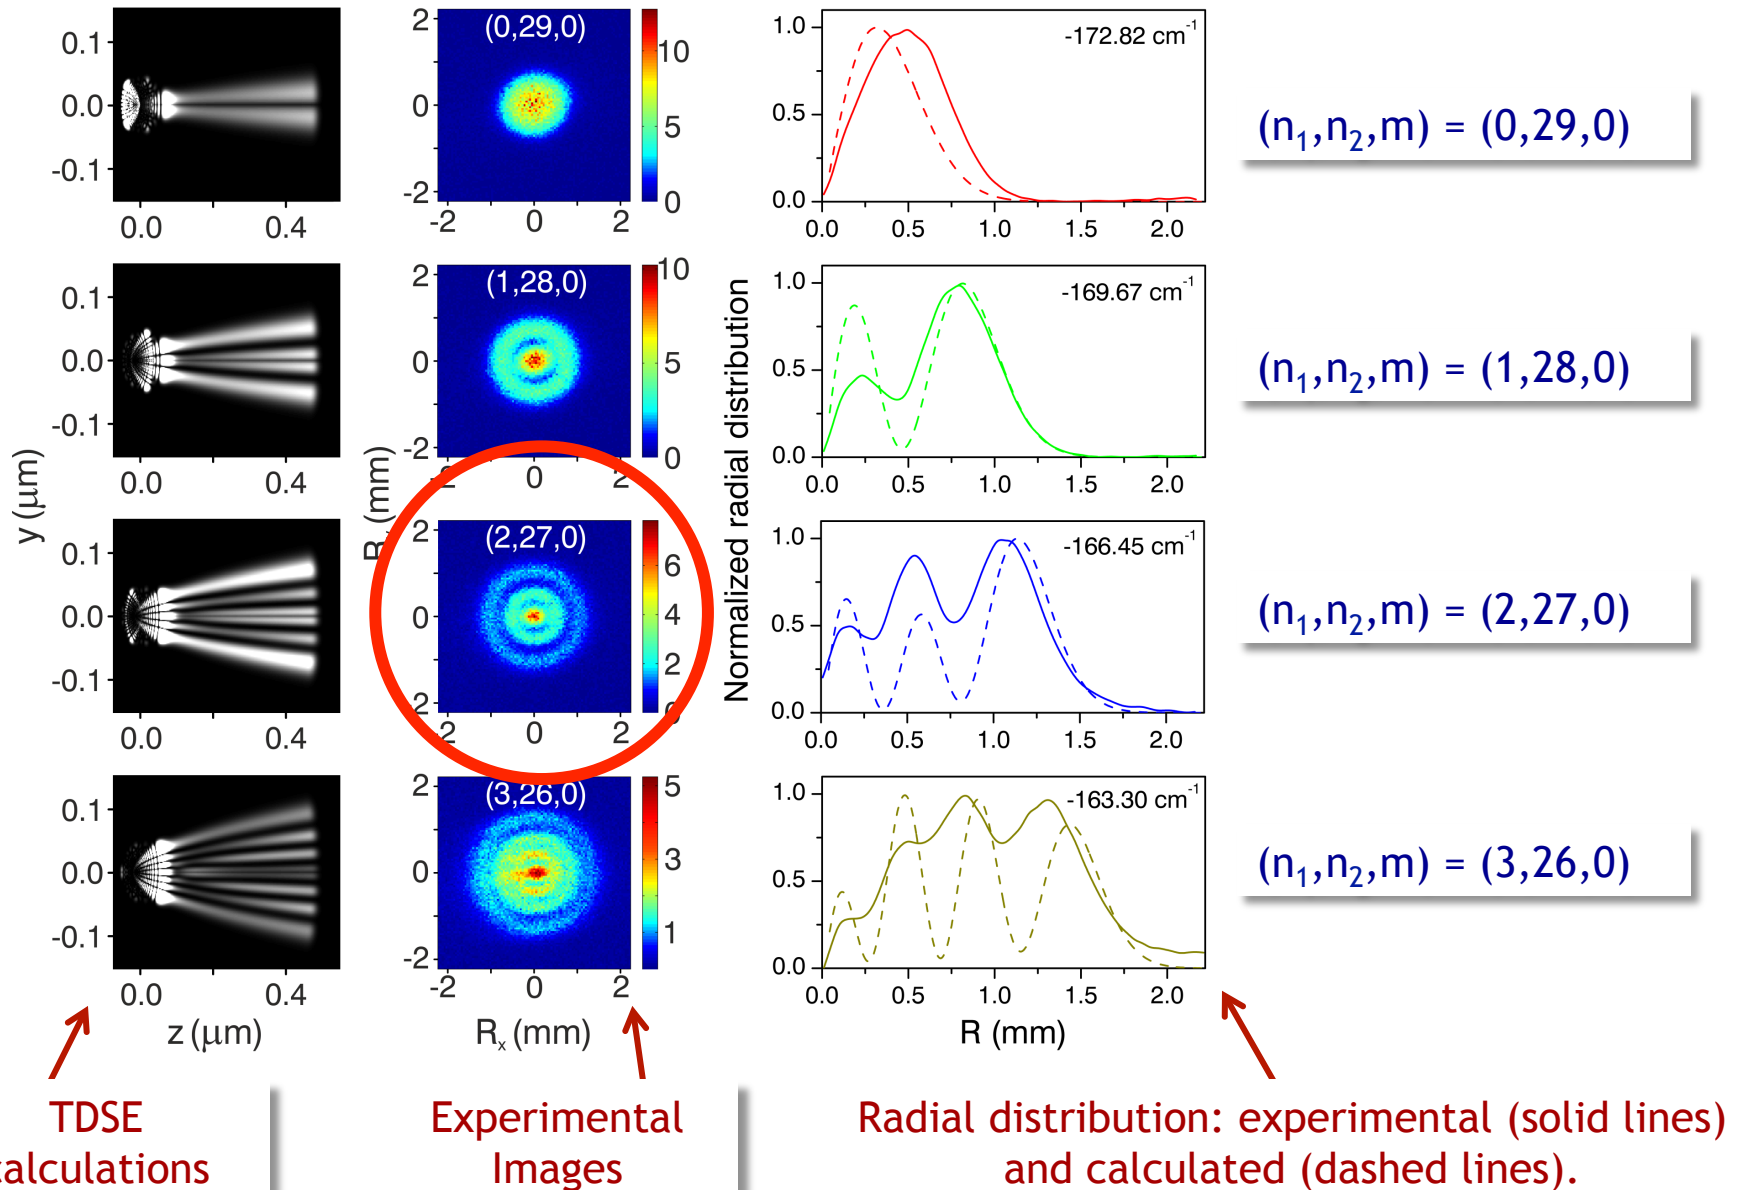 0.1
0.0
-0.1
0.0 0.4
2
0
-2
-2 0 2
(0,29,0)
10
5
0
1.0
0.5
0.0
0.0 0.5 1.0 1.5 2.0
-172.82 cm-1
(n1,n2,m) = (0,29,0)
0.1
0.0
-0.1
0.0 0.4
2
0
-2
0 2
(1,28,0)
10
5
0
1.0
0.5
0.0
0.0 0.5 1.0 1.5 2.0
-169.67 cm-1
(n1,n2,m) = (1,28,0)
y (μm)
(mm)
Normalized radial distribution
0.1
0.0
-0.1
0.0 0.4
2
0
2
2 0 2
(2,27,0)
6
4
2
1.0
0.5
0.0
0.0 0.5 1.0 1.5 2.0
-166.45 cm-1
(n1,n2,m) = (2,27,0)
0.1
0.0
-0.1
0.0 0.4
2
0
-2
-2 0 2
(3,26,0)
5
3
1
1.0
0.5
0.0
0.0 0.5 1.0 1.5 2.0
-163.30 cm-1
(n1,n2,m) = (3,26,0)
z (μm)
Rx (mm)
R (mm)
TDSE
calculations
Experimental
Images
Radial distribution: experimental (solid lines)
and calculated (dashed lines).